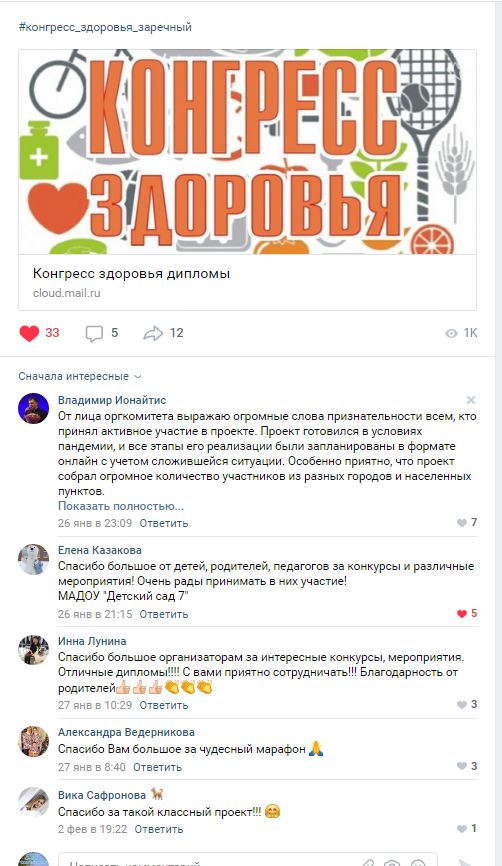 #конгресс_здоровья_заречный
КОНГРЕСС
ЗДОРОВЬЯ
Конгресс здоровья дипломы
cloud.mail.ru
33 5 12 1K
Сначала интересные
Владимир Ионайтис
От лица оргкомитета выражаю огромные слова признательности всем, кто
принял активное участие в проекте. Проект готовился в условиях
пандемии, и все этапы его реализации были запланированы в формате
онлайн с учетом сложившейся ситуации. Особенно приятно, что проект
собрал огромное количество участников из разных городов и населенных
пунктов.
Показать полностью...
26 янв в 23:09 Ответить 7
Елена Казакова
Спасибо большое от детей, родителей, педагогов за конкурсы и различные
мероприятия! Очень рады принимать в них участие!
МАДОУ "Детский сад 7"
26 янв в 21:15 Ответить 5
Инна Лунина
Спасибо большое организаторам за интересные конкурсы, мероприятия.
Отличные дипломы!!!! С вами приятно сотрудничать!!! Благодарность от
родителей👍🏻👍🏻👍🏻👏👏👏
27 янв в 10:29 Ответить 3
Александра Ведерникова
Спасибо Вам большое за чудесный марафон 🙏
27 янв в 8:40 Ответить 3
Вика Сафронова 🐕
Спасибо за такой классный проект!!! 🤗
2 фев в 19:22 Ответить 1
Написать комментарий...